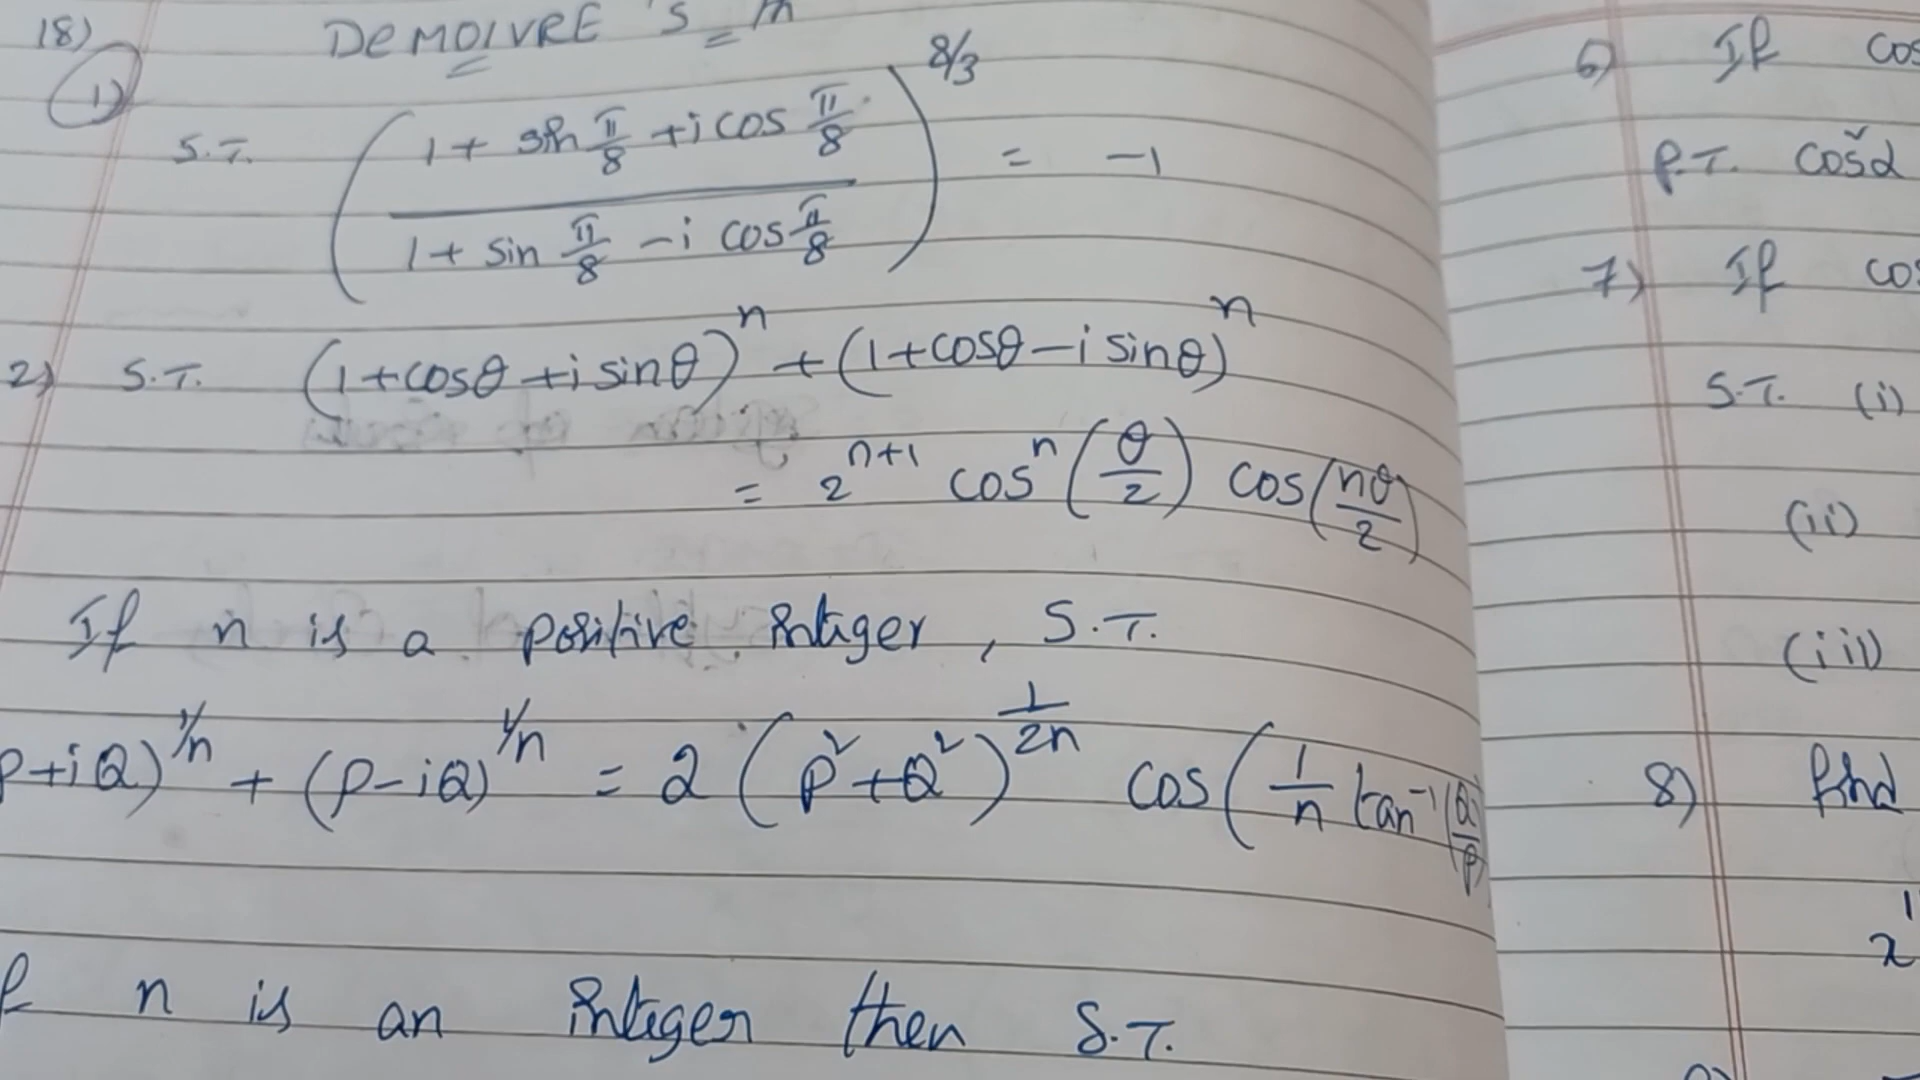 18) DEMOIVRE'S
1) S.T. (1 + sin π/8 + i cos π/8 / 1 + sin π/8 - i cos π/8)^8/3 = -1
2) S.T. (1+cosθ+i sinθ)^n + (1+cosθ-i sinθ)^n
= 2^n+1 cos^n (θ/2) cos(nθ/2)
If n is a positive integer, S.T.
p+iQ)^1/n + (p-iQ)^1/n = 2 (p²+Q²)^1/2n cos(1/n tan⁻¹(Q/p)
n is an integer then S.T.
6) If cos
P.T. cos²α
7) If cos
S.T. (i)
(ii)
(iii)
8) find